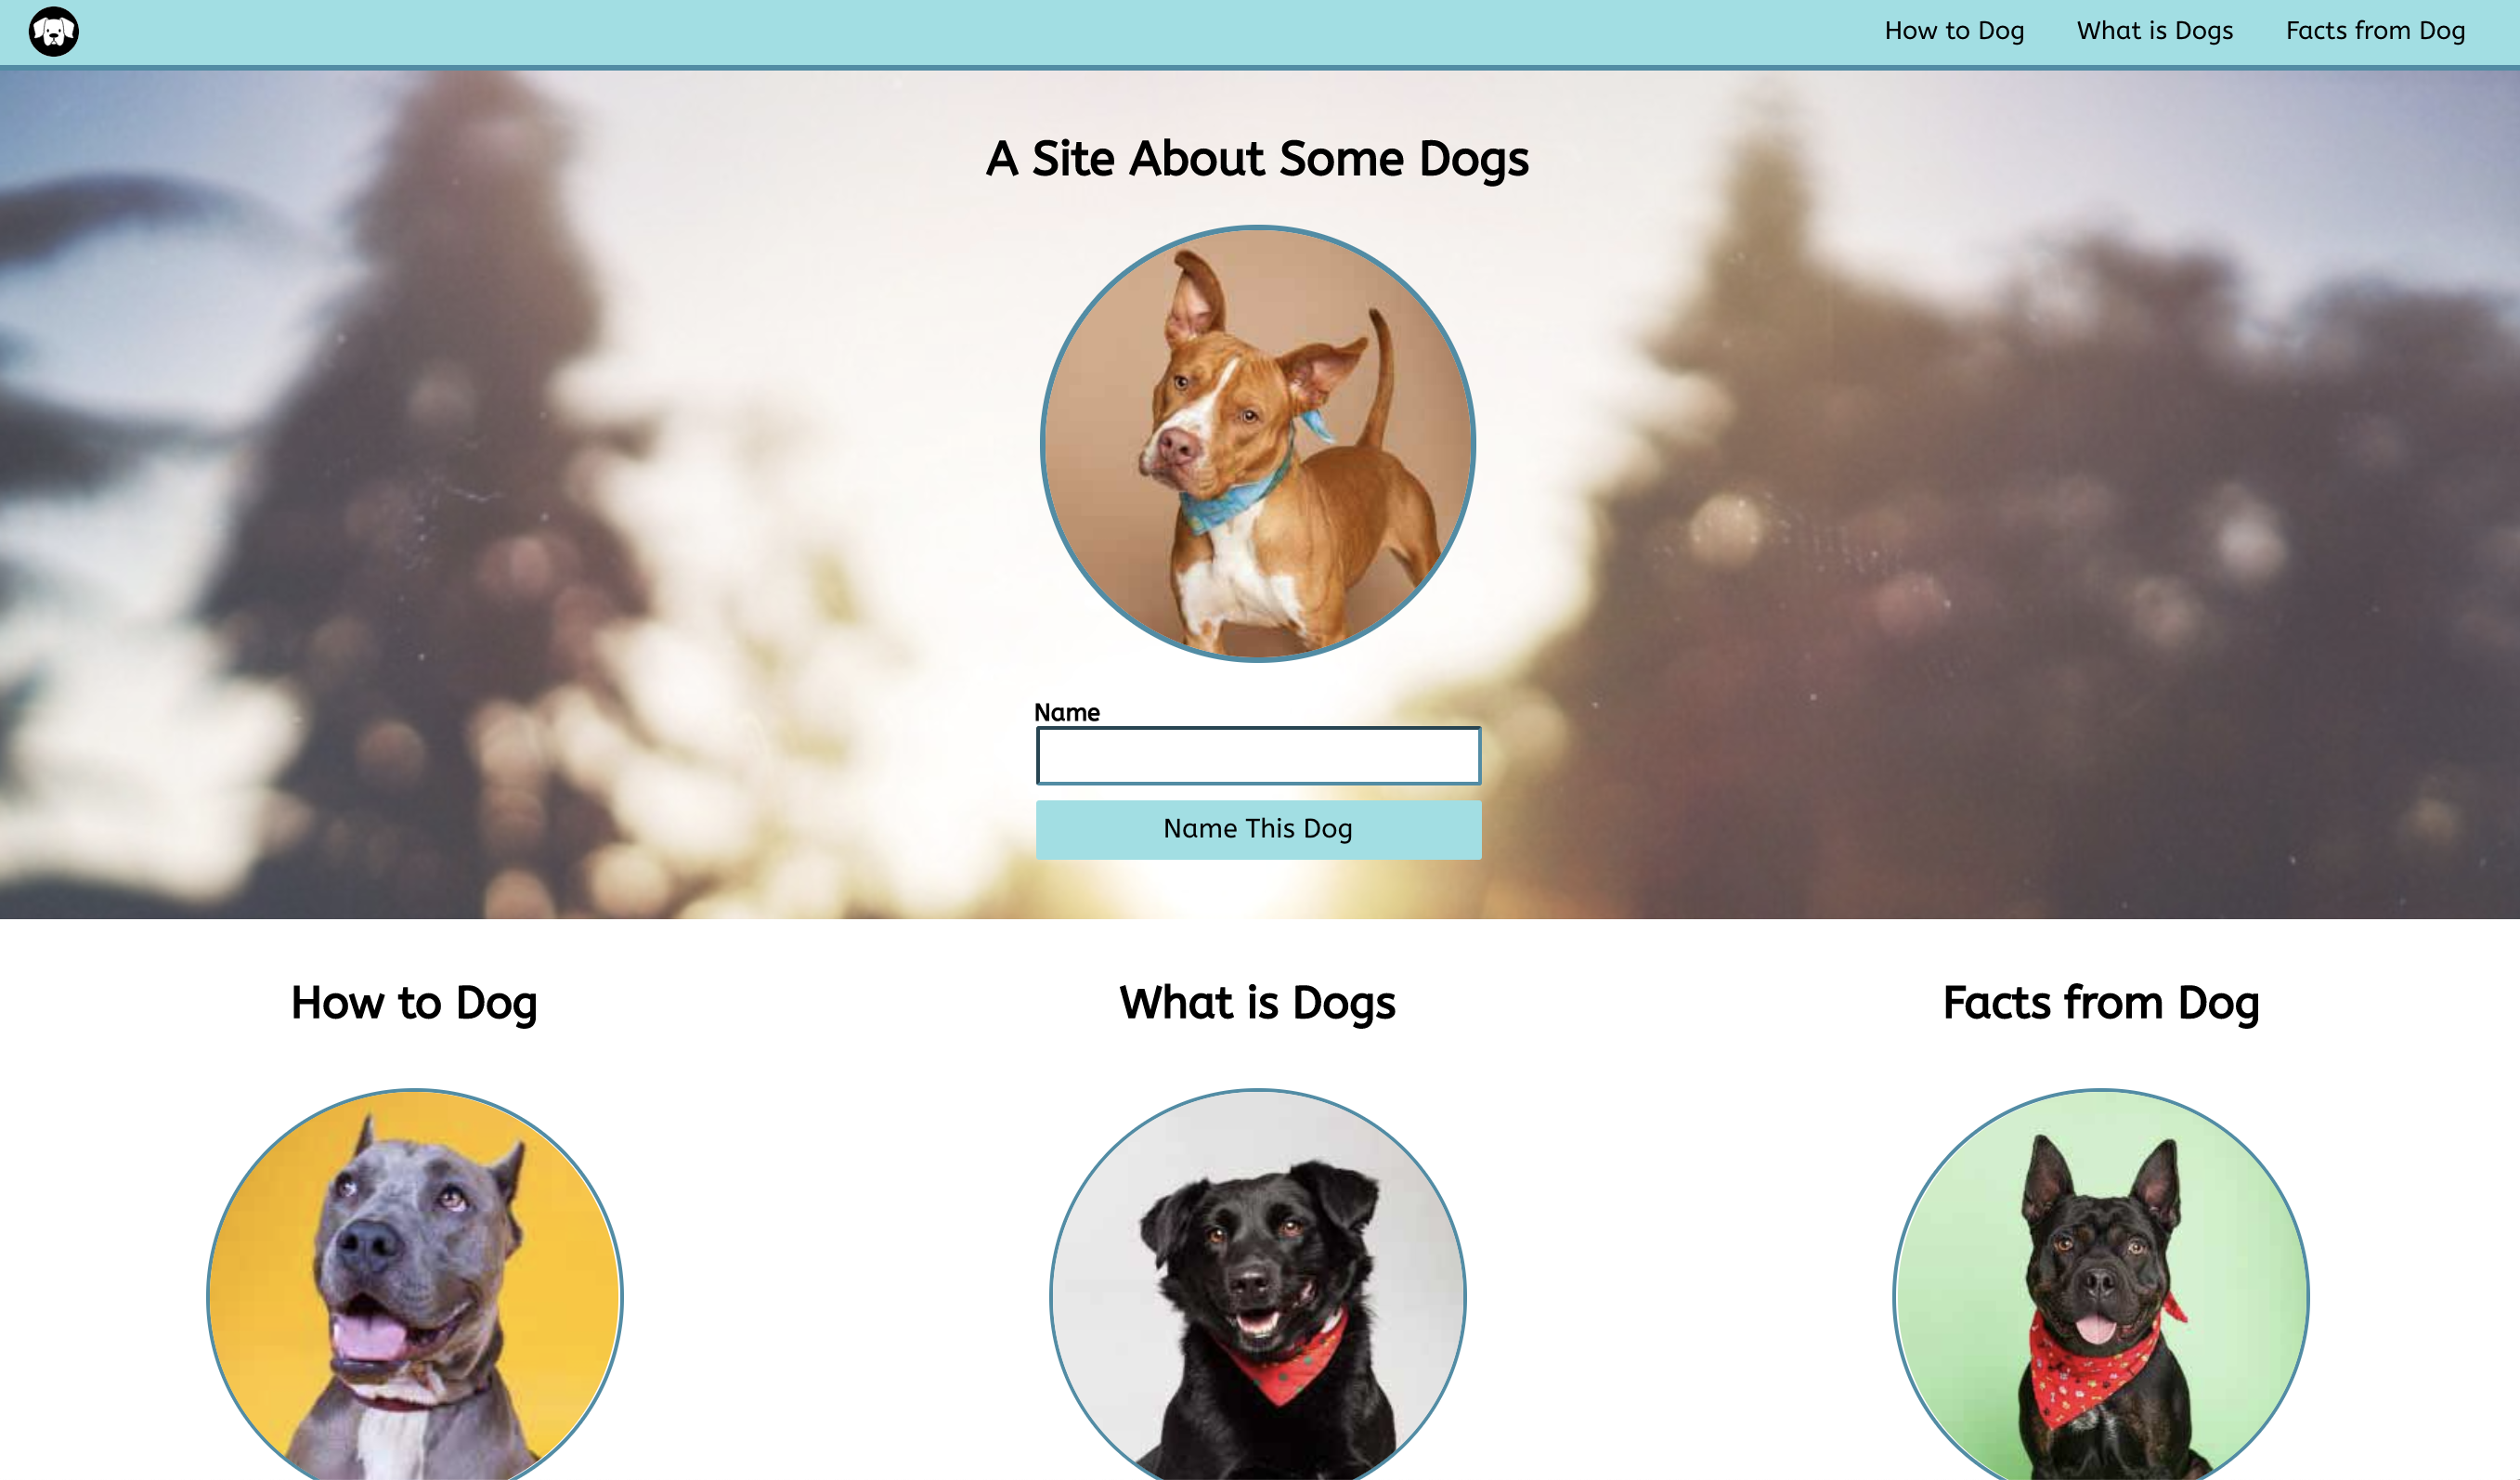 How to Dog What is Dogs Facts from Dog
A Site About Some Dogs
Name
Name This Dog
How to Dog
What is Dogs
Facts from Dog